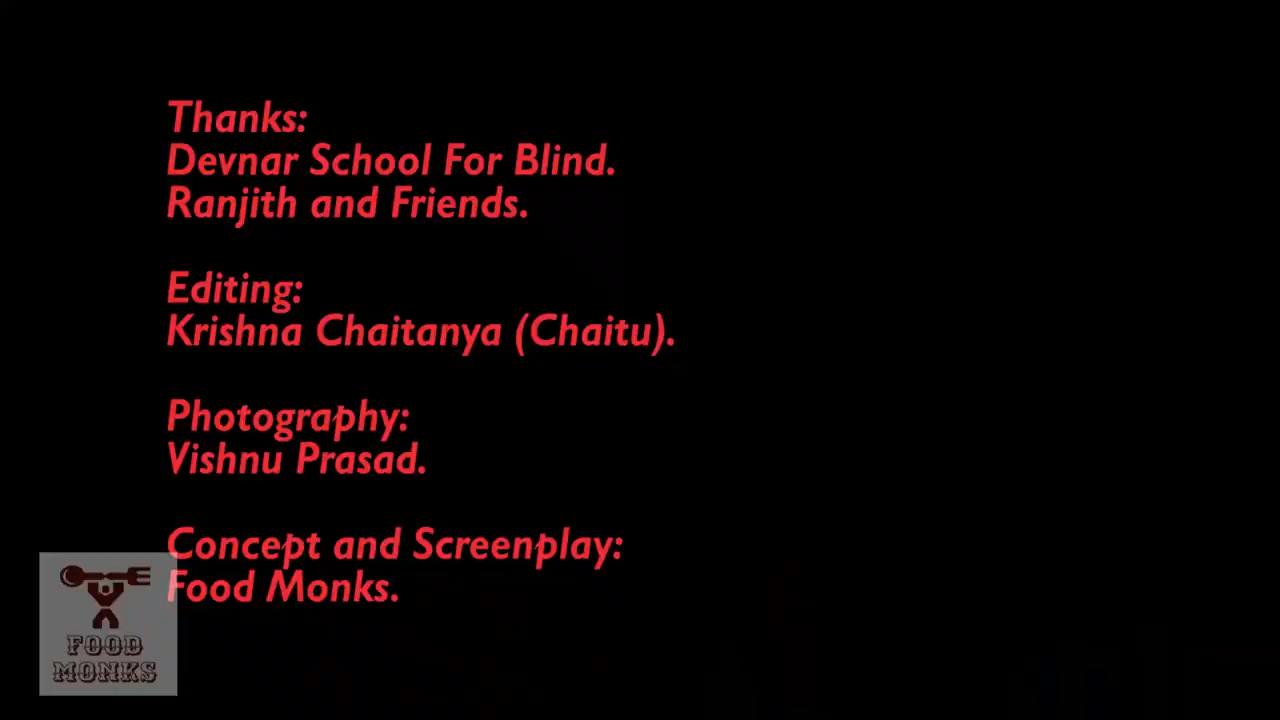 Thanks:
Devnar School For Blind.
Ranjith and Friends.
Editing:
Krishna Chaitanya (Chaitu).
Photography:
Vishnu Prasad.
Concept and Screenplay:
Food Monks.
FOOD
MONKS